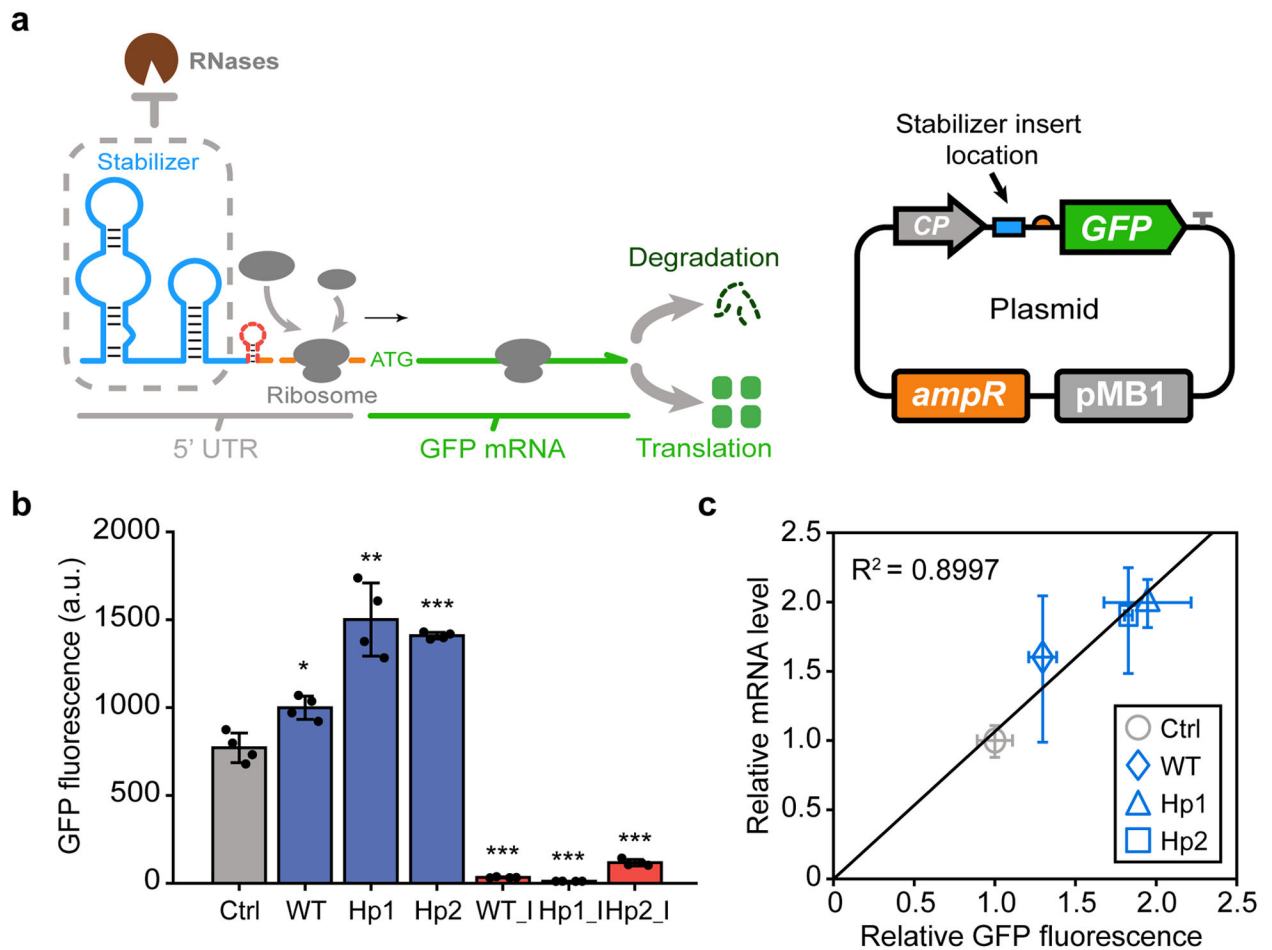 a
RNases
Stabilizer
ATG
Ribosome
5’ UTR
GFP mRNA
Degradation
Translation
Stabilizer insert
location
CP
GFP
Plasmid
ampR
pMB1
b
GFP fluorescence (a.u.)
2000
1500
1000
500
0
*
**
***
***
***
***
Ctrl
WT
Hp1
Hp2
WT_I
Hp1_I
Hp2_I
c
R² = 0.8997
Relative mRNA level
2.5
2.0
1.5
1.0
0.5
0
Ctrl
WT
Hp1
Hp2
0
0.5
1.0
1.5
2.0
2.5
Relative GFP fluorescence